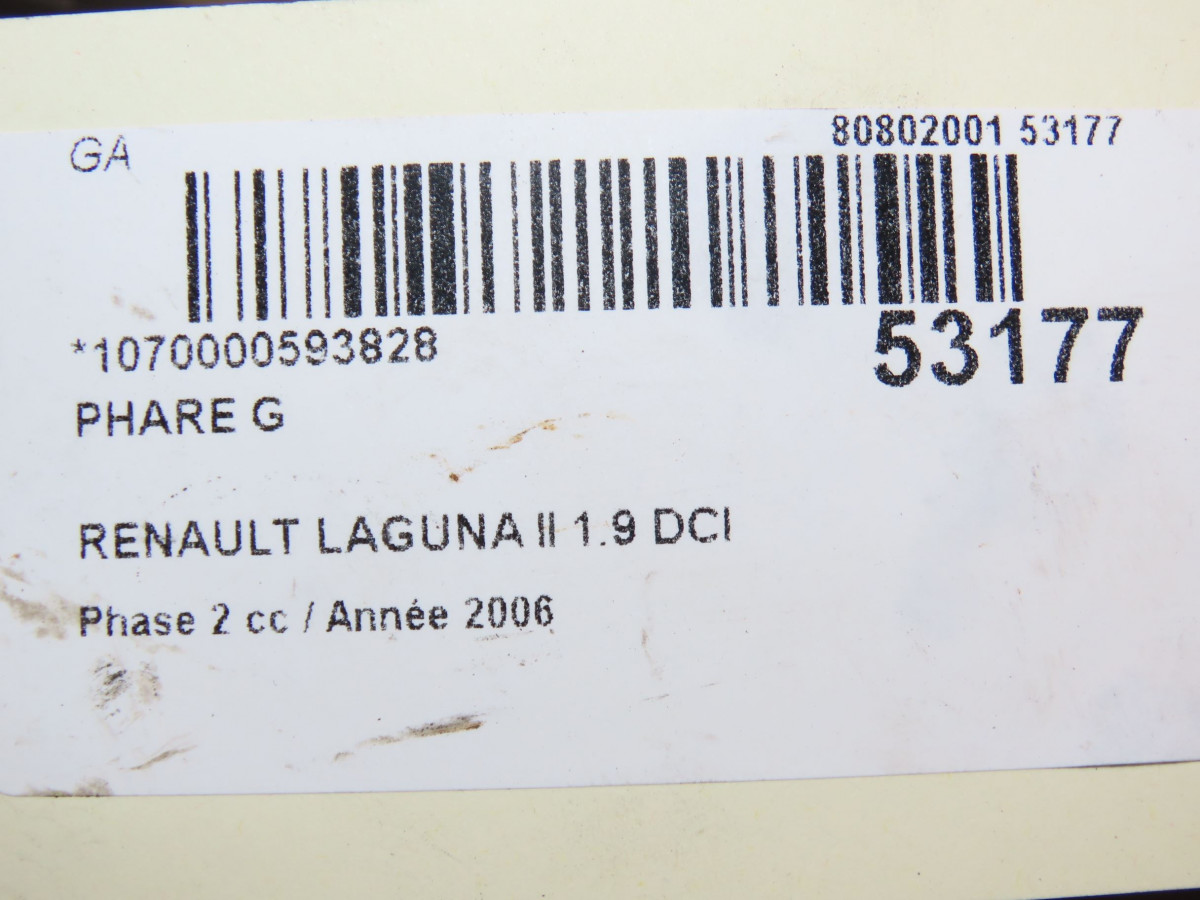 GA
80802001 53177
*1070000593828
53177
PHARE G
RENAULT LAGUNA II 1.9 DCI
Phase 2 cc / Année 2006